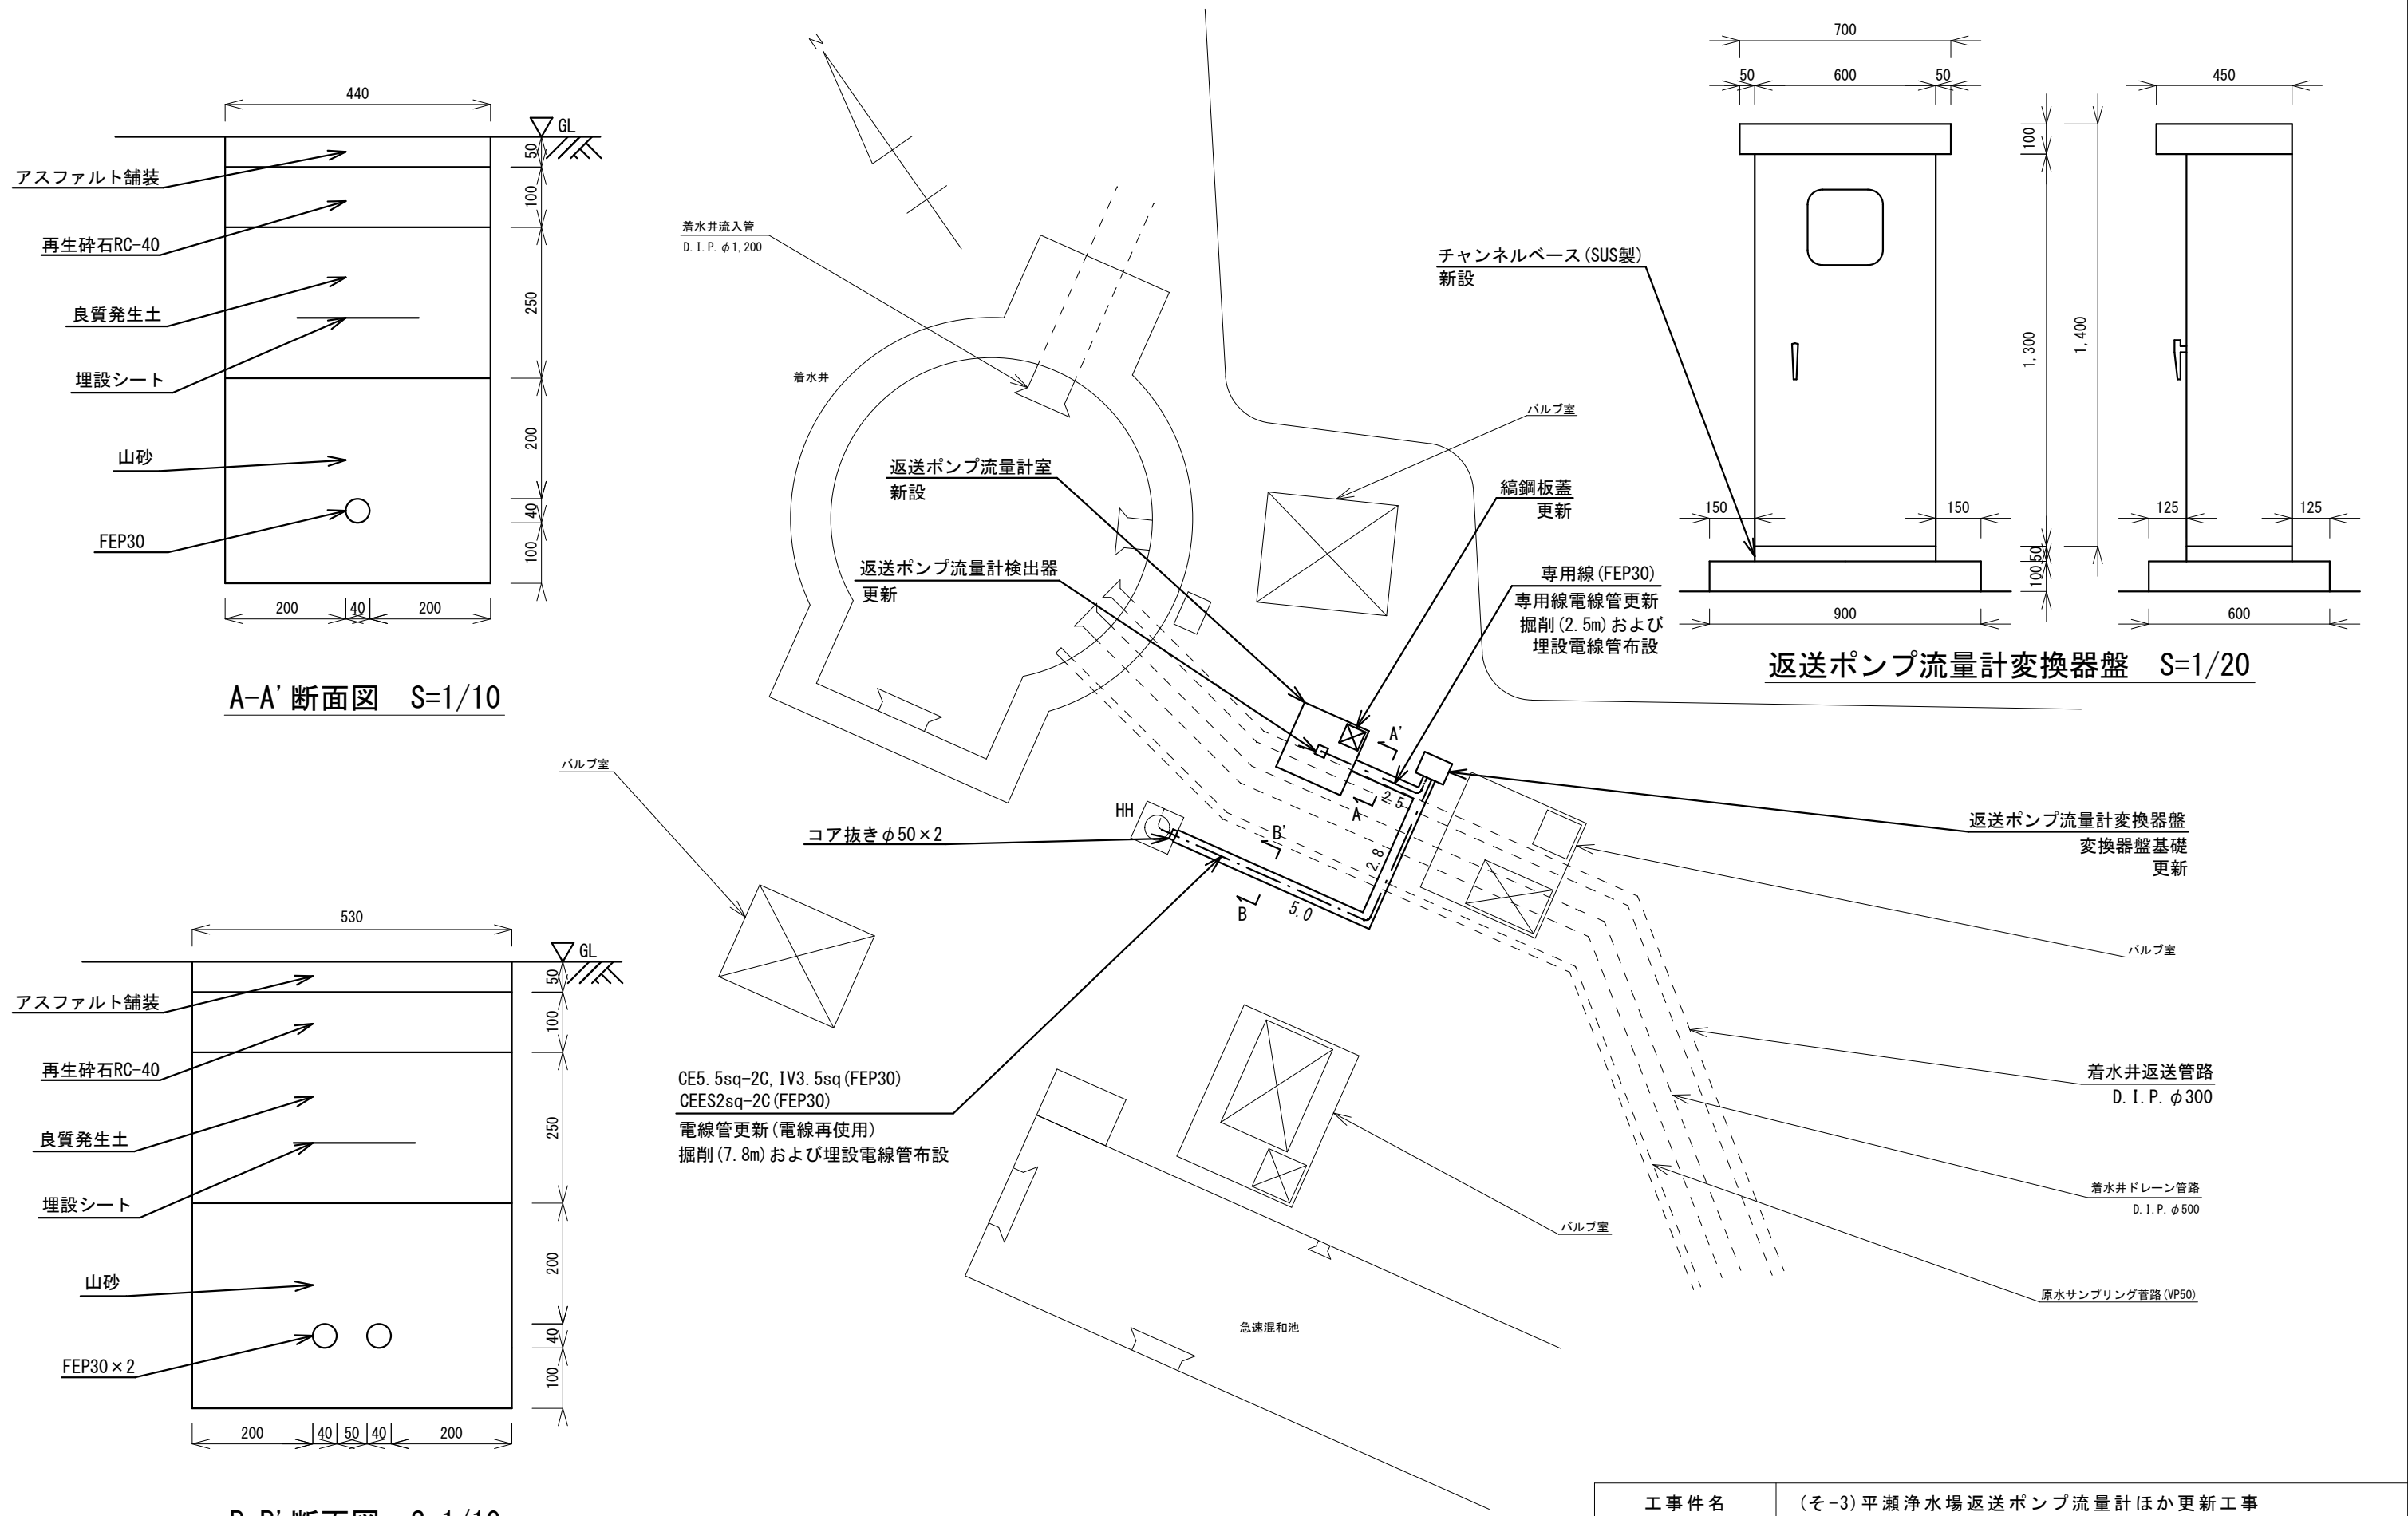 440
GL
50
アスファルト舗装
100
再生砕石RC-40
250
良質発生土
埋設シート
200
山砂
40
FEP30
100
200
40
200
A-A'断面図 S=1/10
530
GL
50
アスファルト舗装
100
再生砕石RC-40
250
良質発生土
埋設シート
200
山砂
40
FEP30×2
100
200
40
50
40
200
B-B'断面図 S=1/10
N
着水井流入管
D.I.P.φ1,200
着水井
返送ポンプ流量計室
新設
返送ポンプ流量計検出器
更新
バルブ室
縞鋼板蓋
更新
専用線(FEP30)
専用線電線管更新
掘削(2.5m)および
埋設電線管布設
A'
A
2.5
バルブ室
HH
コア抜きφ50×2
B'
B
2.8
5.0
返送ポンプ流量計変換器盤
変換器盤基礎
更新
バルブ室
CE5.5sq-2C,IV3.5sq(FEP30)
CEES2sq-2C(FEP30)
電線管更新(電線再使用)
掘削(7.8m)および埋設電線管布設
着水井返送管路
D.I.P.φ300
着水井ドレーン管路
D.I.P.φ500
バルブ室
原水サンプリング管路(VP50)
急速混和池
700
50
600
50
450
100
チャンネルベース(SUS製)
新設
1,300
1,400
150
150
125
125
50
100
900
600
返送ポンプ流量計変換器盤 S=1/20
工事件名
(そ-3)平瀬浄水場返送ポンプ流量計ほか更新工事